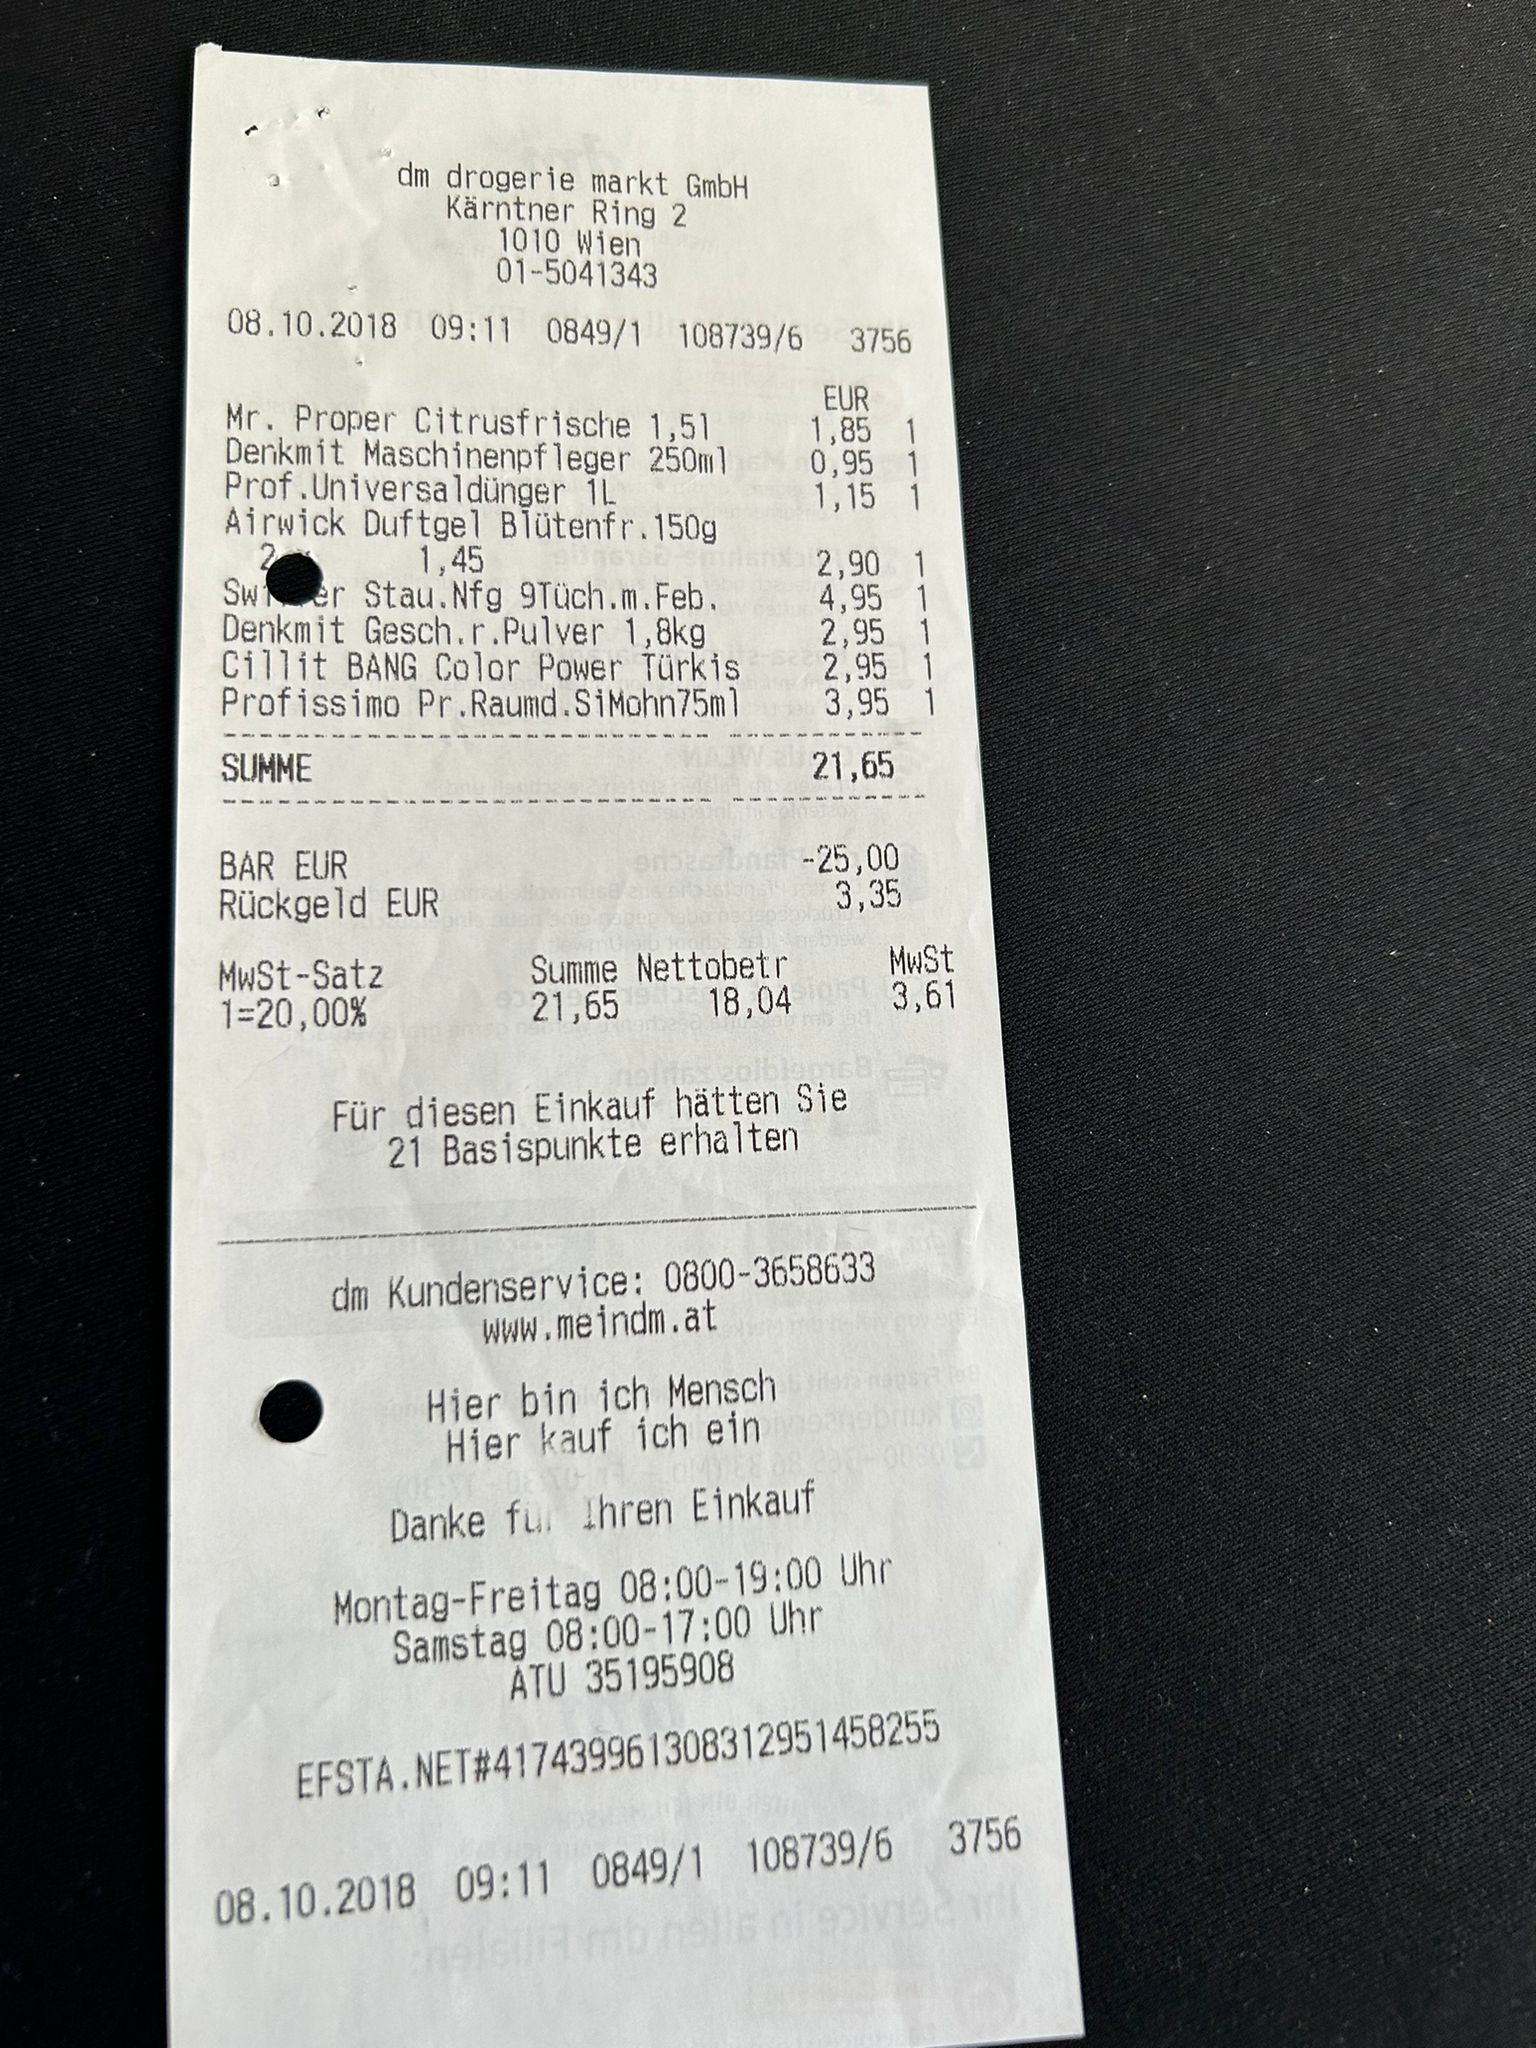 dm drogerie markt GmbH
Kärntner Ring 2
1010 Wien
01-5041343
08.10.2018 09:11 0849/1 108739/6 3756
EUR
Mr. Proper Citrusfrische 1,5l 1,85 1
Denkmit Maschinenpfleger 250ml 0,95 1
Prof.Universaldünger 1L 1,15 1
Airwick Duftgel Blütenfr.150g
2 1,45 2,90 1
Stau.Nfg 9Tüch.m.Feb. 4,95 1
Denkmit Gesch.r.Pulver 1,8kg 2,95 1
Cillit BANG Color Power Türkis 2,95 1
Profissimo Pr.Raumd.SiMohn75ml 3,95 1
SUMME 21,65
BAR EUR -25,00
Rückgeld EUR 3,35
MwSt-Satz Summe Nettobetr MwSt
1=20,00% 21,65 18,04 3,61
Für diesen Einkauf hätten Sie
21 Basispunkte erhalten
dm Kundenservice: 0800-3658633
www.meindm.at
Hier bin ich Mensch
Hier kauf ich ein
Danke für Ihren Einkauf
Montag-Freitag 08:00-19:00 Uhr
Samstag 08:00-17:00 Uhr
ATU 35195908
EFSTA.NET#41743996130831295145​8255
08.10.2018 09:11 0849/1 108739/6 3756